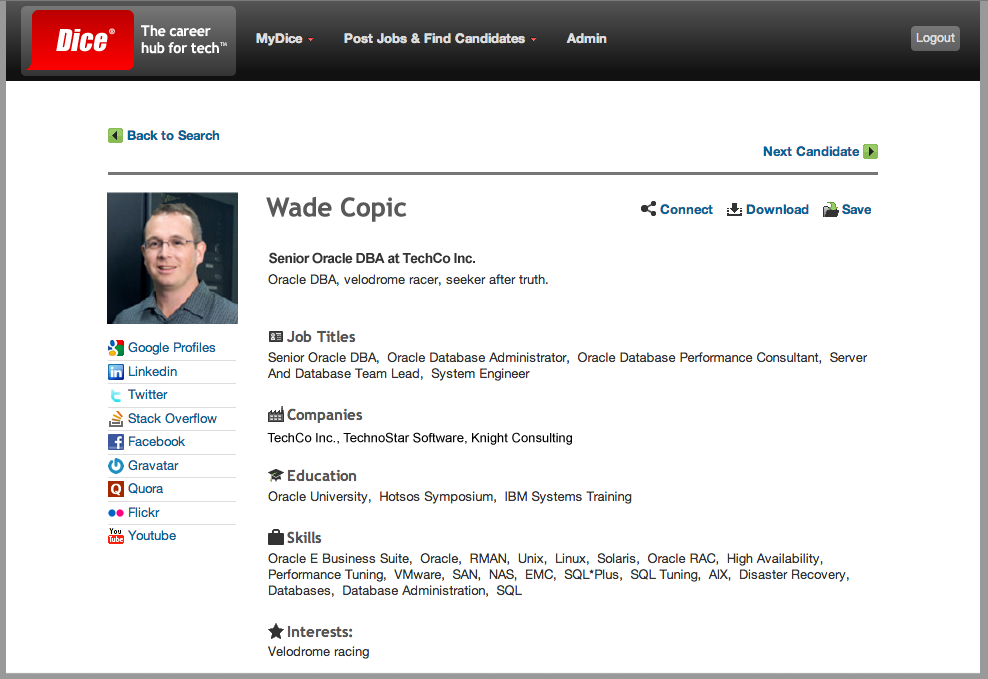 Dice®
The career
hub for tech™
MyDice
Post Jobs & Find Candidates
Admin
Logout
Back to Search
Next Candidate
Wade Copic
Connect
Download
Save
Senior Oracle DBA at TechCo Inc.
Oracle DBA, velodrome racer, seeker after truth.
Google Profiles
Linkedin
Twitter
Stack Overflow
Facebook
Gravatar
Quora
Flickr
You
Tube
Youtube
Job Titles
Senior Oracle DBA, Oracle Database Administrator, Oracle Database Performance Consultant, Server
And Database Team Lead, System Engineer
Companies
TechCo Inc., TechnoStar Software, Knight Consulting
Education
Oracle University, Hotsos Symposium, IBM Systems Training
Skills
Oracle E Business Suite, Oracle, RMAN, Unix, Linux, Solaris, Oracle RAC, High Availability,
Performance Tuning, VMware, SAN, NAS, EMC, SQL*Plus, SQL Tuning, AIX, Disaster Recovery,
Databases, Database Administration, SQL
Interests:
Velodrome racing